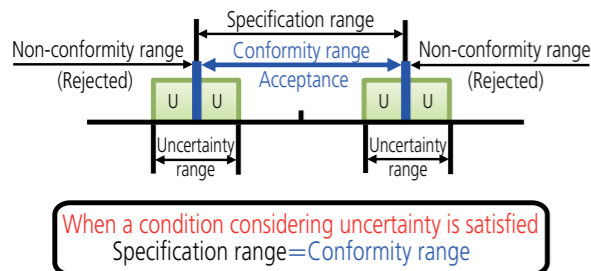 Specification range
Non-conformity range
Conformity range
Non-conformity range
(Rejected)
Acceptance
(Rejected)
U
U
U
U
Uncertainty
range
Uncertainty
range
When a condition considering uncertainty is satisfied
Specification range=Conformity range